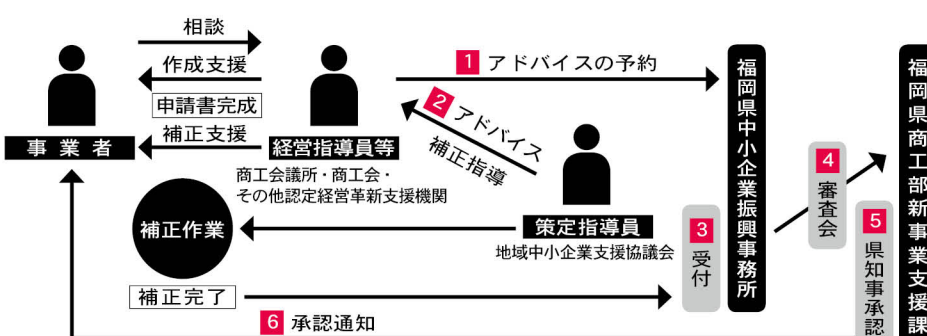 相談
作成支援
申請書完成
補正支援
事業者
経営指導員等
商工会議所・商工会・
その他認定経営革新支援機関
1 アドバイスの予約
2 アドバイス
補正指導
策定指導員
地域中小企業支援協議会
補正作業
補正完了
3 受付
福岡県中小企業振興事務所
4 審査会
5 県知事承認
福岡県商工部新事業支援課
6 承認通知